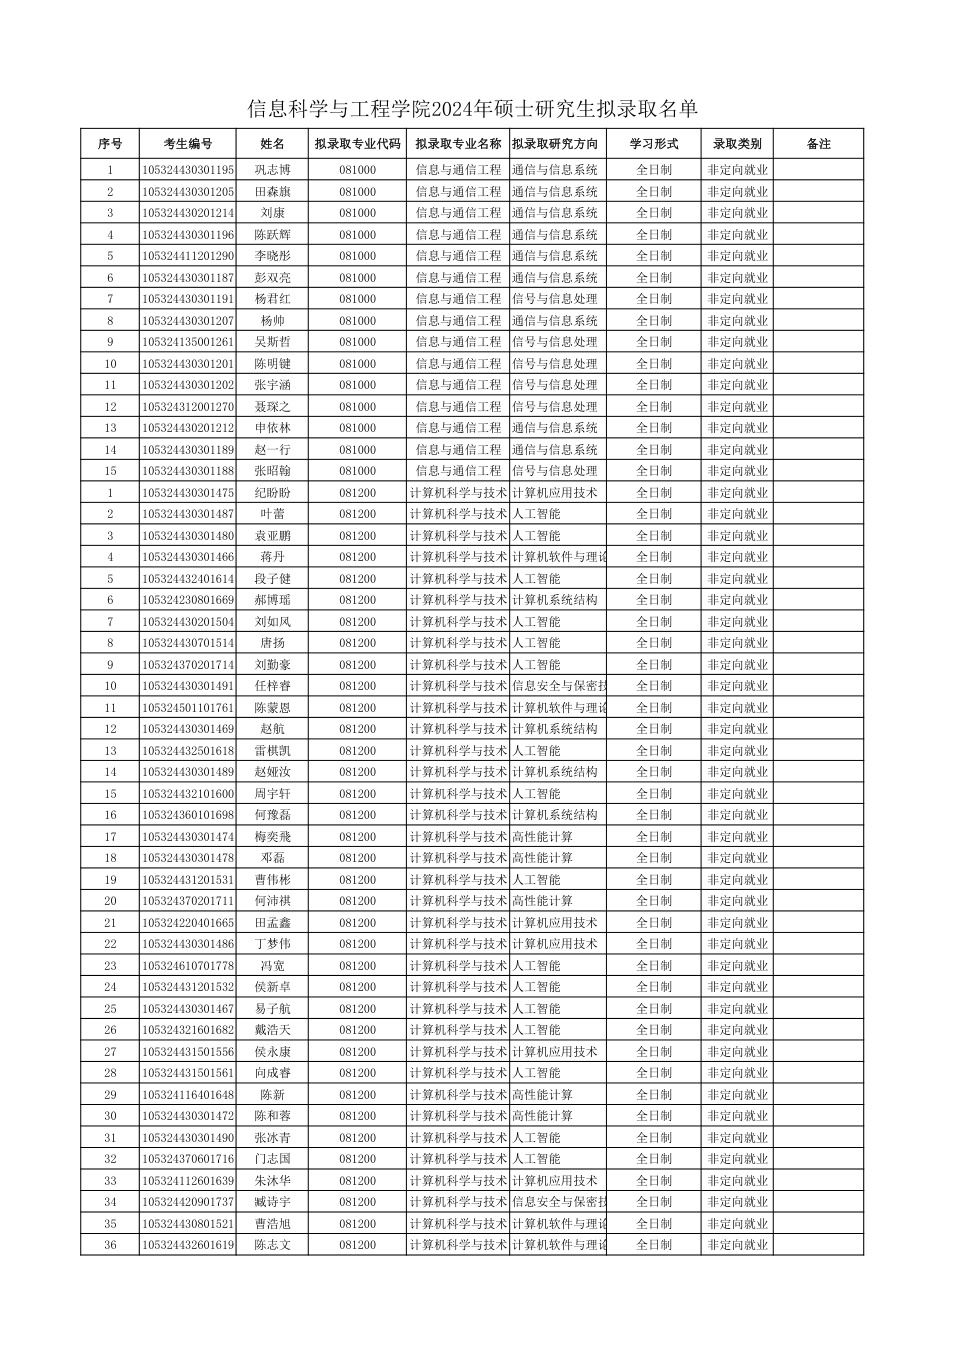 信息科学与工程学院2024年硕士研究生拟录取名单
序号 考生编号 姓名 拟录取专业代码 拟录取专业名称 拟录取研究方向 学习形式 录取类别 备注
1 105324430301195 巩志博 081000 信息与通信工程 通信与信息系统 全日制 非定向就业
2 105324430301205 田森旗 081000 信息与通信工程 通信与信息系统 全日制 非定向就业
3 105324430201214 刘康 081000 信息与通信工程 通信与信息系统 全日制 非定向就业
4 105324430301196 陈跃辉 081000 信息与通信工程 通信与信息系统 全日制 非定向就业
5 105324411201290 李晓彤 081000 信息与通信工程 通信与信息系统 全日制 非定向就业
6 105324430301187 彭双亮 081000 信息与通信工程 通信与信息系统 全日制 非定向就业
7 105324430301191 杨君红 081000 信息与通信工程 信号与信息处理 全日制 非定向就业
8 105324430301207 杨帅 081000 信息与通信工程 通信与信息系统 全日制 非定向就业
9 105324135001261 吴斯哲 081000 信息与通信工程 信号与信息处理 全日制 非定向就业
10 105324430301201 陈明键 081000 信息与通信工程 信号与信息处理 全日制 非定向就业
11 105324430301202 张宇涵 081000 信息与通信工程 信号与信息处理 全日制 非定向就业
12 105324312001270 聂琛之 081000 信息与通信工程 信号与信息处理 全日制 非定向就业
13 105324430201212 申依林 081000 信息与通信工程 通信与信息系统 全日制 非定向就业
14 105324430301189 赵一行 081000 信息与通信工程 通信与信息系统 全日制 非定向就业
15 105324430301188 张昭翰 081000 信息与通信工程 信号与信息处理 全日制 非定向就业
1 105324430301475 纪盼盼 081200 计算机科学与技术 计算机应用技术 全日制 非定向就业
2 105324430301487 叶蕾 081200 计算机科学与技术 人工智能 全日制 非定向就业
3 105324430301480 袁亚鹏 081200 计算机科学与技术 人工智能 全日制 非定向就业
4 105324430301466 蒋丹 081200 计算机科学与技术 计算机软件与理论 全日制 非定向就业
5 105324432401614 段子健 081200 计算机科学与技术 人工智能 全日制 非定向就业
6 105324230801669 郝博瑶 081200 计算机科学与技术 计算机系统结构 全日制 非定向就业
7 105324430201504 刘如风 081200 计算机科学与技术 人工智能 全日制 非定向就业
8 105324430701514 唐扬 081200 计算机科学与技术 人工智能 全日制 非定向就业
9 105324370201714 刘勤豪 081200 计算机科学与技术 人工智能 全日制 非定向就业
10 105324430301491 任梓睿 081200 计算机科学与技术 信息安全与保密技 全日制 非定向就业
11 105324501101761 陈蒙恩 081200 计算机科学与技术 计算机软件与理论 全日制 非定向就业
12 105324430301469 赵航 081200 计算机科学与技术 计算机系统结构 全日制 非定向就业
13 105324432501618 雷棋凯 081200 计算机科学与技术 人工智能 全日制 非定向就业
14 105324430301489 赵娅汝 081200 计算机科学与技术 计算机系统结构 全日制 非定向就业
15 105324432101600 周宇轩 081200 计算机科学与技术 人工智能 全日制 非定向就业
16 105324360101698 何豫磊 081200 计算机科学与技术 计算机系统结构 全日制 非定向就业
17 105324430301474 梅奕飛 081200 计算机科学与技术 高性能计算 全日制 非定向就业
18 105324430301478 邓磊 081200 计算机科学与技术 高性能计算 全日制 非定向就业
19 105324431201531 曹伟彬 081200 计算机科学与技术 人工智能 全日制 非定向就业
20 105324370201711 何沛祺 081200 计算机科学与技术 高性能计算 全日制 非定向就业
21 105324220401665 田孟鑫 081200 计算机科学与技术 计算机应用技术 全日制 非定向就业
22 105324430301486 丁梦伟 081200 计算机科学与技术 计算机应用技术 全日制 非定向就业
23 105324610701778 冯宽 081200 计算机科学与技术 人工智能 全日制 非定向就业
24 105324431201532 侯新卓 081200 计算机科学与技术 人工智能 全日制 非定向就业
25 105324430301467 易子航 081200 计算机科学与技术 人工智能 全日制 非定向就业
26 105324321601682 戴浩天 081200 计算机科学与技术 人工智能 全日制 非定向就业
27 105324431501556 侯永康 081200 计算机科学与技术 计算机应用技术 全日制 非定向就业
28 105324431501561 向成睿 081200 计算机科学与技术 人工智能 全日制 非定向就业
29 105324116401648 陈新 081200 计算机科学与技术 高性能计算 全日制 非定向就业
30 105324430301472 陈和蓉 081200 计算机科学与技术 高性能计算 全日制 非定向就业
31 105324430301490 张冰青 081200 计算机科学与技术 人工智能 全日制 非定向就业
32 105324370601716 门志国 081200 计算机科学与技术 人工智能 全日制 非定向就业
33 105324112601639 朱沐华 081200 计算机科学与技术 计算机应用技术 全日制 非定向就业
34 105324420901737 臧诗宇 081200 计算机科学与技术 信息安全与保密技 全日制 非定向就业
35 105324430801521 曹浩旭 081200 计算机科学与技术 计算机软件与理论 全日制 非定向就业
36 105324432601619 陈志文 081200 计算机科学与技术 计算机软件与理论 全日制 非定向就业